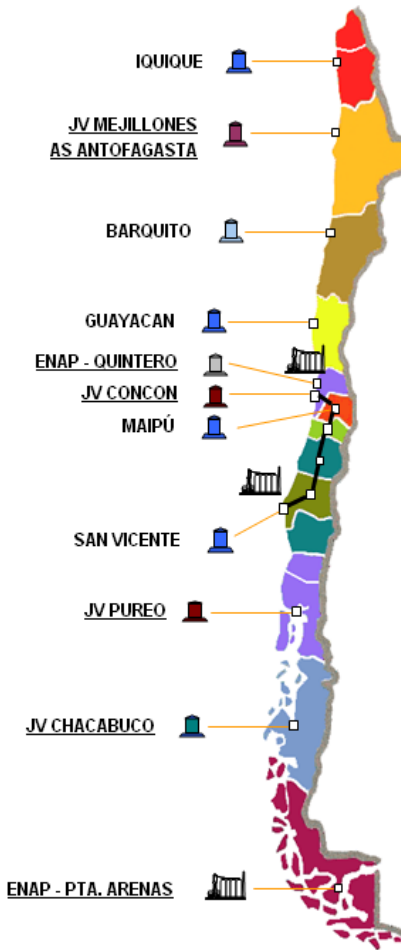 IQUIQUE
JV MEJILLONES
AS ANTOFAGASTA
BARQUITO
GUAYACAN
ENAP - QUINTERO
JV CONCON
MAIPÚ
SAN VICENTE
JV PUREO
JV CHACABUCO
ENAP - PTA. ARENAS